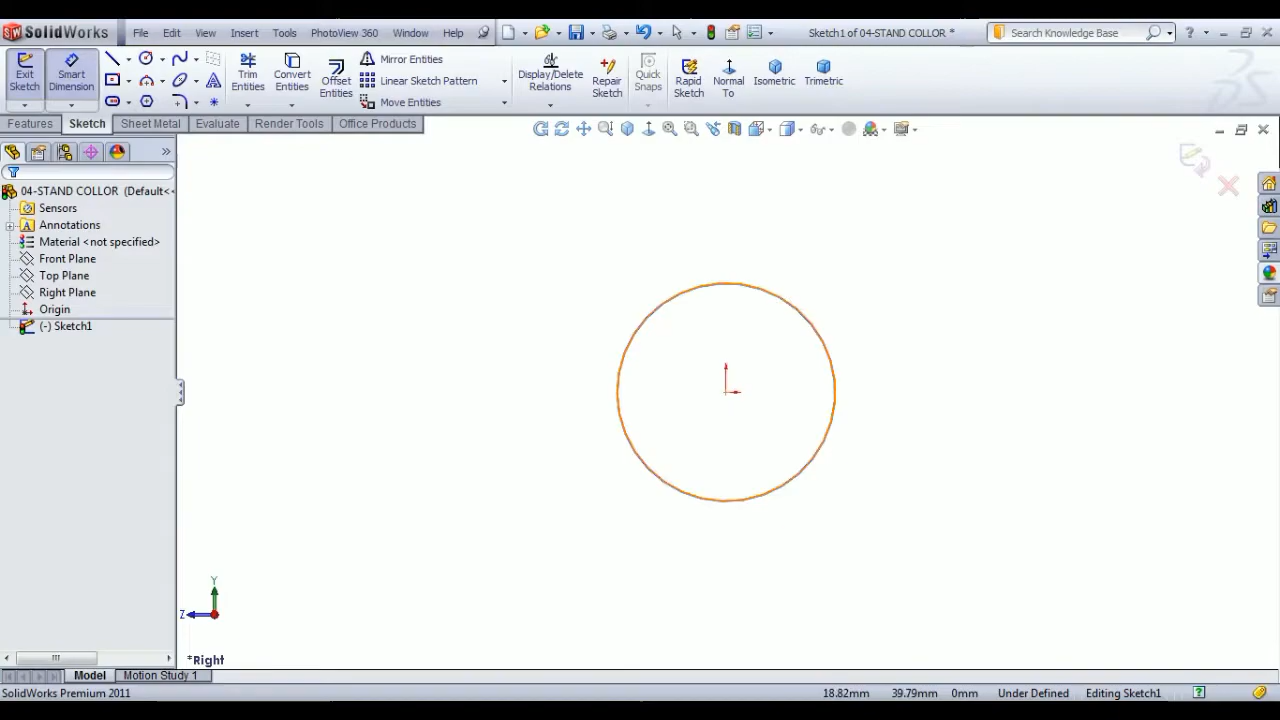 SW SolidWorks File Edit View Insert Tools PhotoView 360 Window Help Sketch1 of 04-STAND COLLOR * Search Knowledge Base ?
Exit Sketch
Smart Dimension
Trim Entities
Convert Entities
Offset Entities
Mirror Entities
Linear Sketch Pattern
Move Entities
Display/Delete Relations
Repair Sketch
Quick Snaps
Rapid Sketch
Normal To
Isometric
Trimetric
Features Sketch Sheet Metal Evaluate Render Tools Office Products
04-STAND COLLOR (Default<<
Sensors
Annotations
Material <not specified>
Front Plane
Top Plane
Right Plane
Origin
(-) Sketch1
Y
Z
*Right
Model Motion Study 1
SolidWorks Premium 2011 18.82mm 39.79mm 0mm Under Defined Editing Sketch1 ?